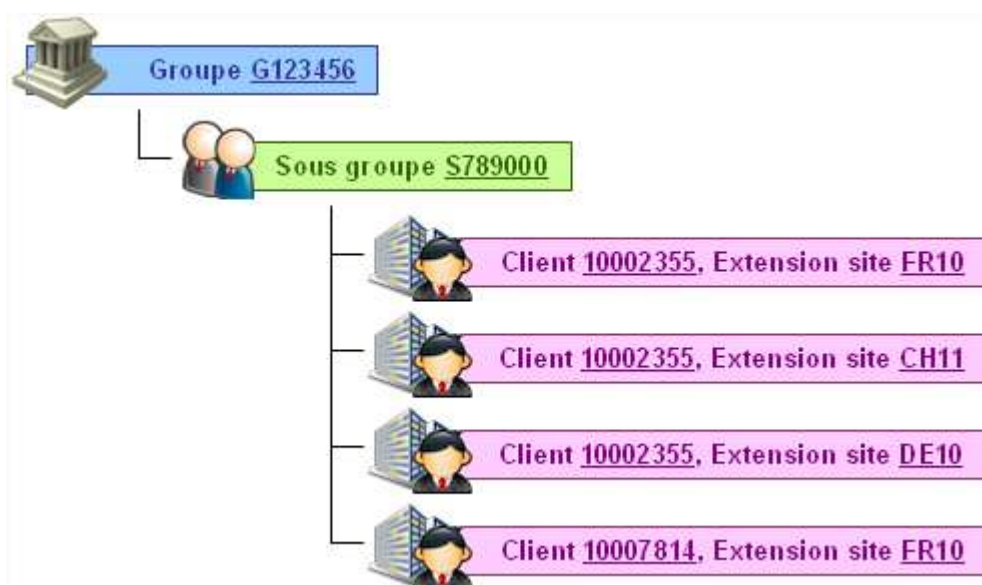 Groupe G123456
Sous groupe S789000
Client 10002355, Extension site FR10
Client 10002355, Extension site CH11
Client 10002355, Extension site DE10
Client 10007814, Extension site FR10